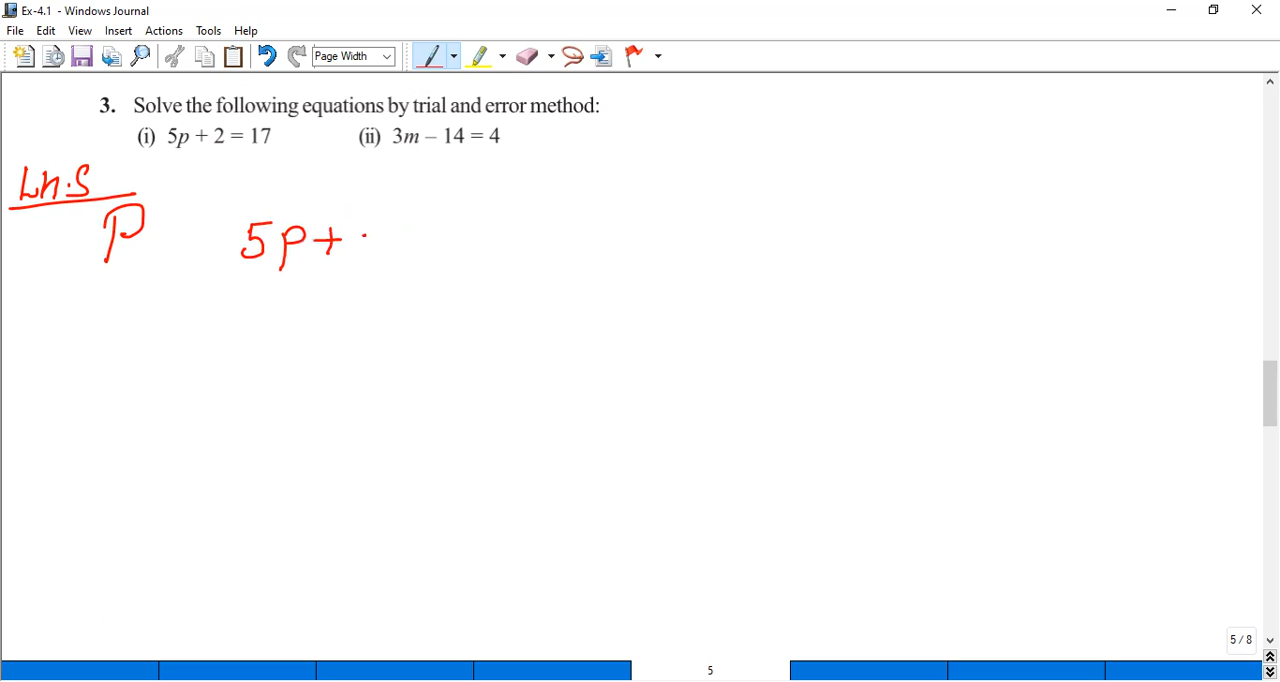 Ex-4.1 - Windows Journal
File Edit View Insert Actions Tools Help
Page Width
3. Solve the following equations by trial and error method:
(i) 5p + 2 = 17 (ii) 3m – 14 = 4
L.h.S
P 5p+
5 / 8
5